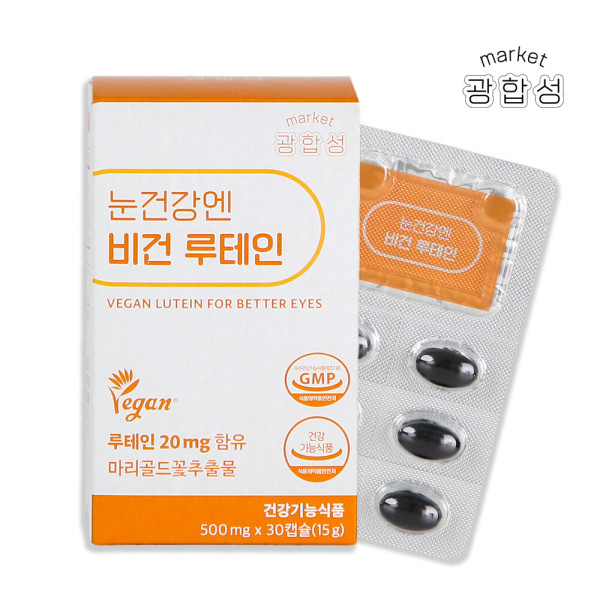 market
광합성
market
광합성
눈건강엔
비건 루테인
VEGAN LUTEIN FOR BETTER EYES
Vegan®
GMP
식품의약품안전처
루테인 20mg 함유
마리골드꽃추출물
건강
기능식품
식품의약품안전처
건강기능식품
500mg x 30캡슐(15g)
눈건강엔
비건 루테인